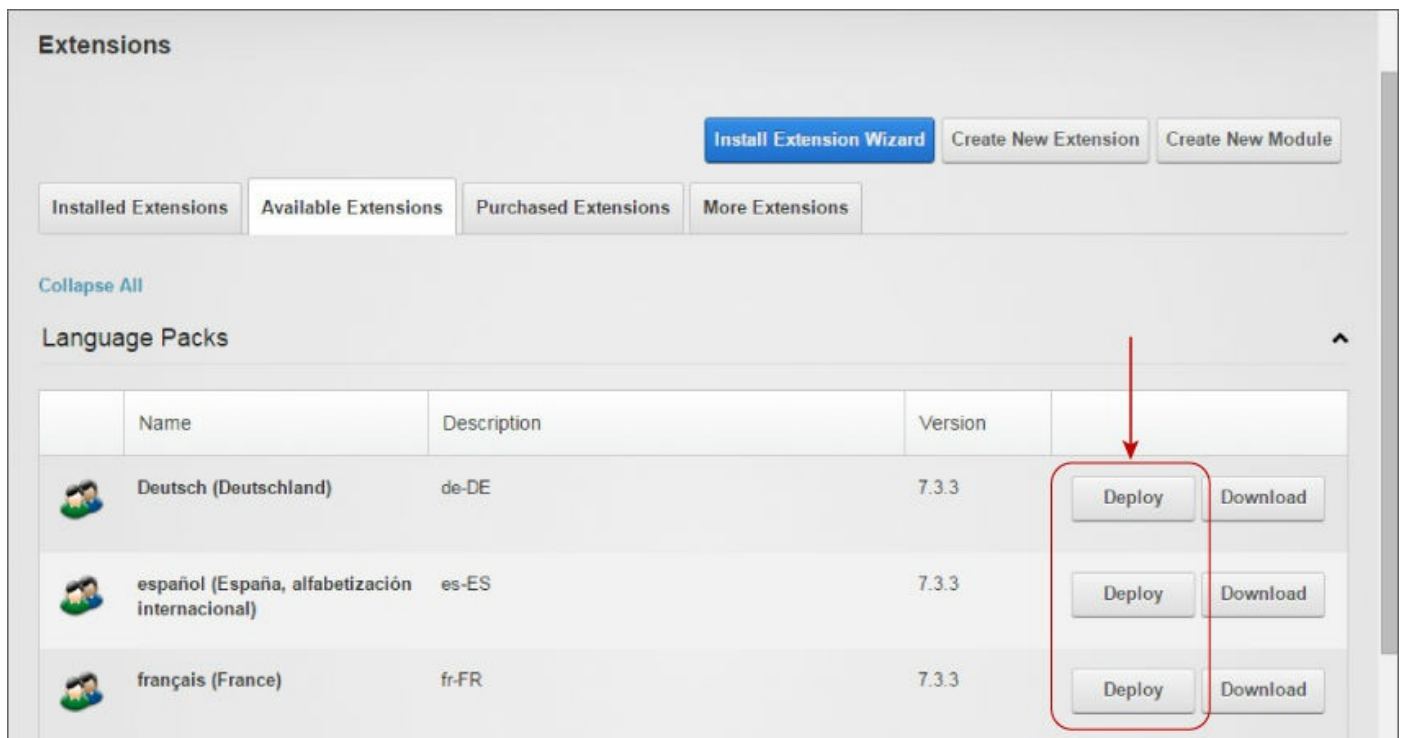 Extensions
Install Extension Wizard Create New Extension Create New Module
Installed Extensions Available Extensions Purchased Extensions More Extensions
Collapse All
Language Packs
Name Description Version
Deutsch (Deutschland) de-DE 7.3.3 Deploy Download
español (España, alfabetización es-ES 7.3.3 Deploy Download
internacional)
français (France) fr-FR 7.3.3 Deploy Download